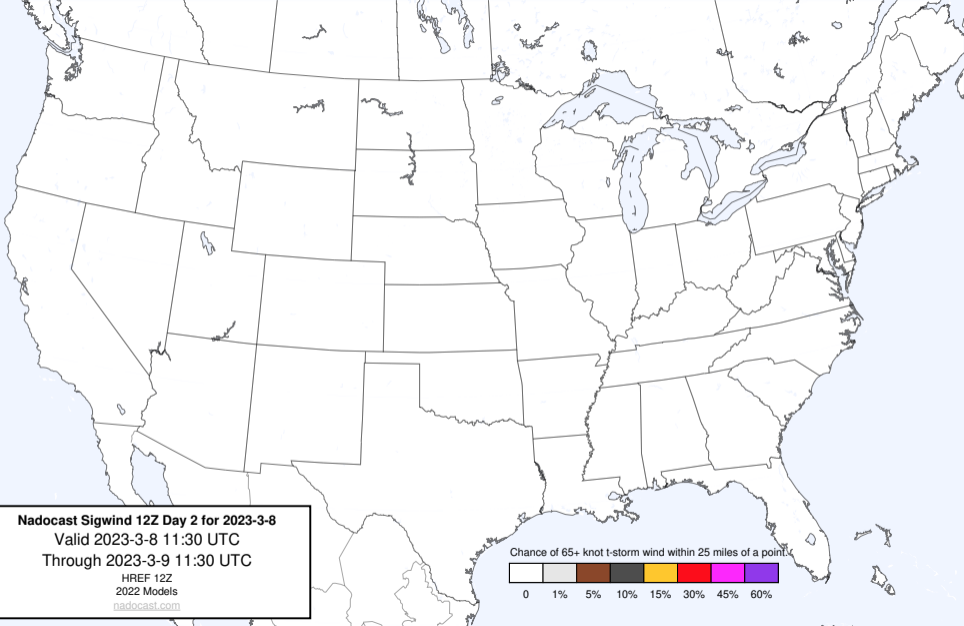 Nadocast Sigwind 12Z Day 2 for 2023-3-8
Valid 2023-3-8 11:30 UTC
Through 2023-3-9 11:30 UTC
HREF 12Z
2022 Models
nadocast.com
Chance of 65+ knot t-storm wind within 25 miles of a point.
0 1% 5% 10% 15% 30% 45% 60%